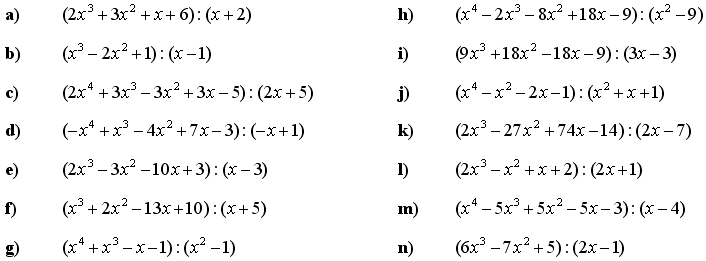 a) (2x³ + 3x² + x + 6) : (x + 2)
b) (x³ − 2x² + 1) : (x − 1)
c) (2x⁴ + 3x³ − 3x² + 3x − 5) : (2x + 5)
d) (−x⁴ + x³ − 4x² + 7x − 3) : (−x + 1)
e) (2x³ − 3x² − 10x + 3) : (x − 3)
f) (x³ + 2x² − 13x + 10) : (x + 5)
g) (x⁴ + x³ − x − 1) : (x² − 1)
h) (x⁴ − 2x³ − 8x² + 18x − 9) : (x² − 9)
i) (9x³ + 18x² − 18x − 9) : (3x − 3)
j) (x⁴ − x² − 2x − 1) : (x² + x + 1)
k) (2x³ − 27x² + 74x − 14) : (2x − 7)
l) (2x³ − x² + x + 2) : (2x + 1)
m) (x⁴ − 5x³ + 5x² − 5x − 3) : (x − 4)
n) (6x³ − 7x² + 5) : (2x − 1)